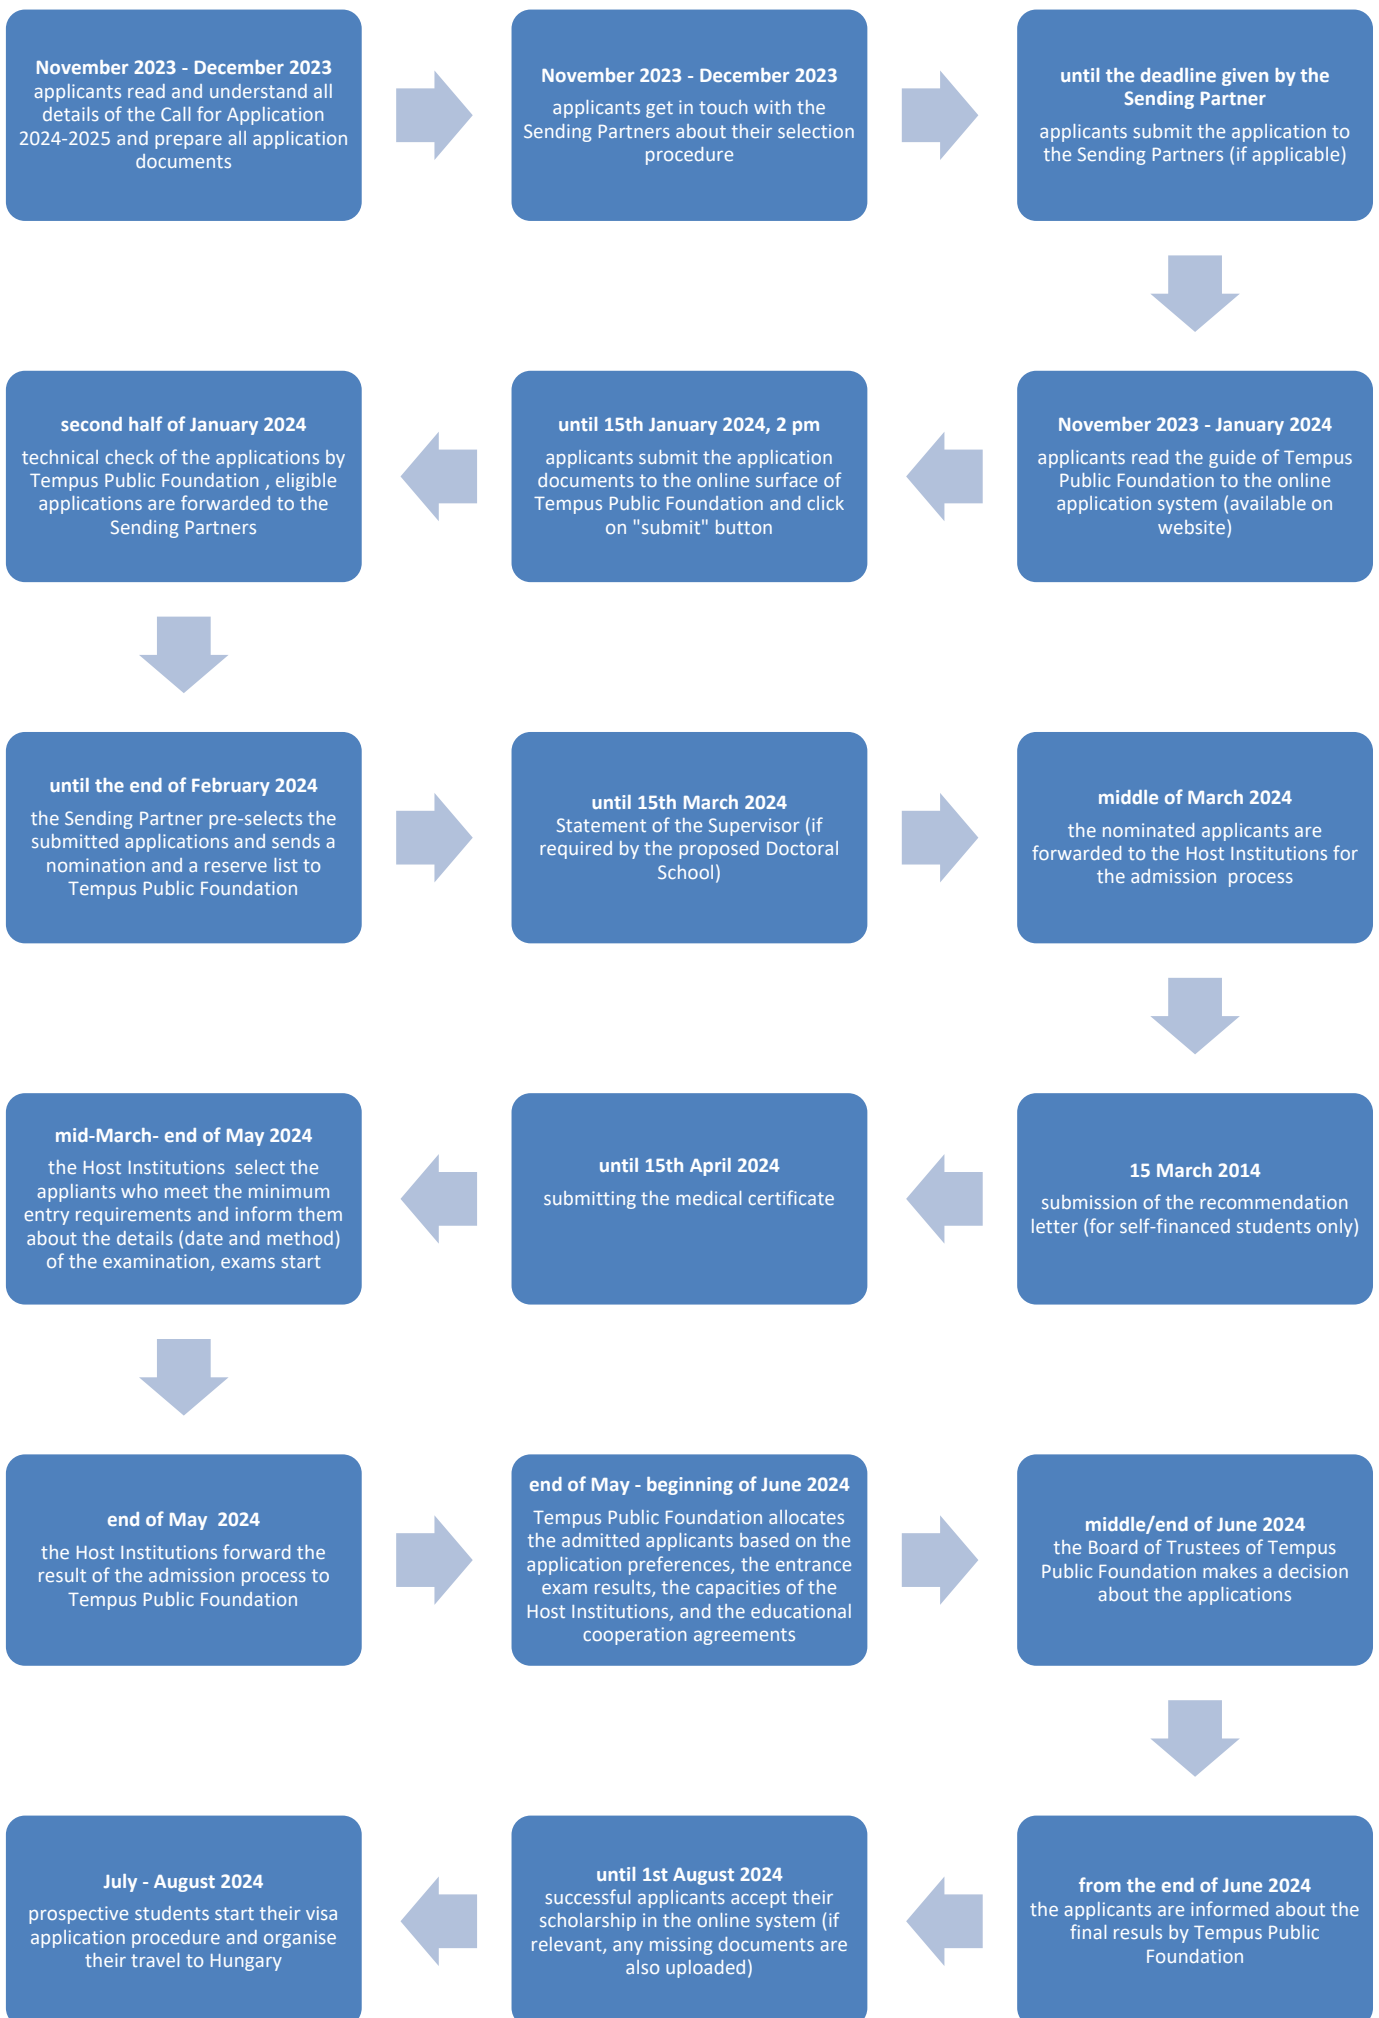 November 2023 - December 2023
applicants read and understand all
details of the Call for Application
2024-2025 and prepare all application
documents
November 2023 - December 2023
applicants get in touch with the
Sending Partners about their selection
procedure
until the deadline given by the
Sending Partner
applicants submit the application to
the Sending Partners (if applicable)
November 2023 - January 2024
applicants read the guide of Tempus
Public Foundation to the online
application system (available on
website)
until 15th January 2024, 2 pm
applicants submit the application
documents to the online surface of
Tempus Public Foundation and click
on "submit" button
second half of January 2024
technical check of the applications by
Tempus Public Foundation , eligible
applications are forwarded to the
Sending Partners
until the end of February 2024
the Sending Partner pre-selects the
submitted applications and sends a
nomination and a reserve list to
Tempus Public Foundation
until 15th March 2024
Statement of the Supervisor (if
required by the proposed Doctoral
School)
middle of March 2024
the nominated applicants are
forwarded to the Host Institutions for
the admission process
15 March 2014
submission of the recommendation
letter (for self-financed students only)
until 15th April 2024
submitting the medical certificate
mid-March- end of May 2024
the Host Institutions select the
appliants who meet the minimum
entry requirements and inform them
about the details (date and method)
of the examination, exams start
end of May 2024
the Host Institutions forward the
result of the admission process to
Tempus Public Foundation
end of May - beginning of June 2024
Tempus Public Foundation allocates
the admitted applicants based on the
application preferences, the entrance
exam results, the capacities of the
Host Institutions, and the educational
cooperation agreements
middle/end of June 2024
the Board of Trustees of Tempus
Public Foundation makes a decision
about the applications
from the end of June 2024
the applicants are informed about the
final resuls by Tempus Public
Foundation
until 1st August 2024
successful applicants accept their
scholarship in the online system (if
relevant, any missing documents are
also uploaded)
July - August 2024
prospective students start their visa
application procedure and organise
their travel to Hungary